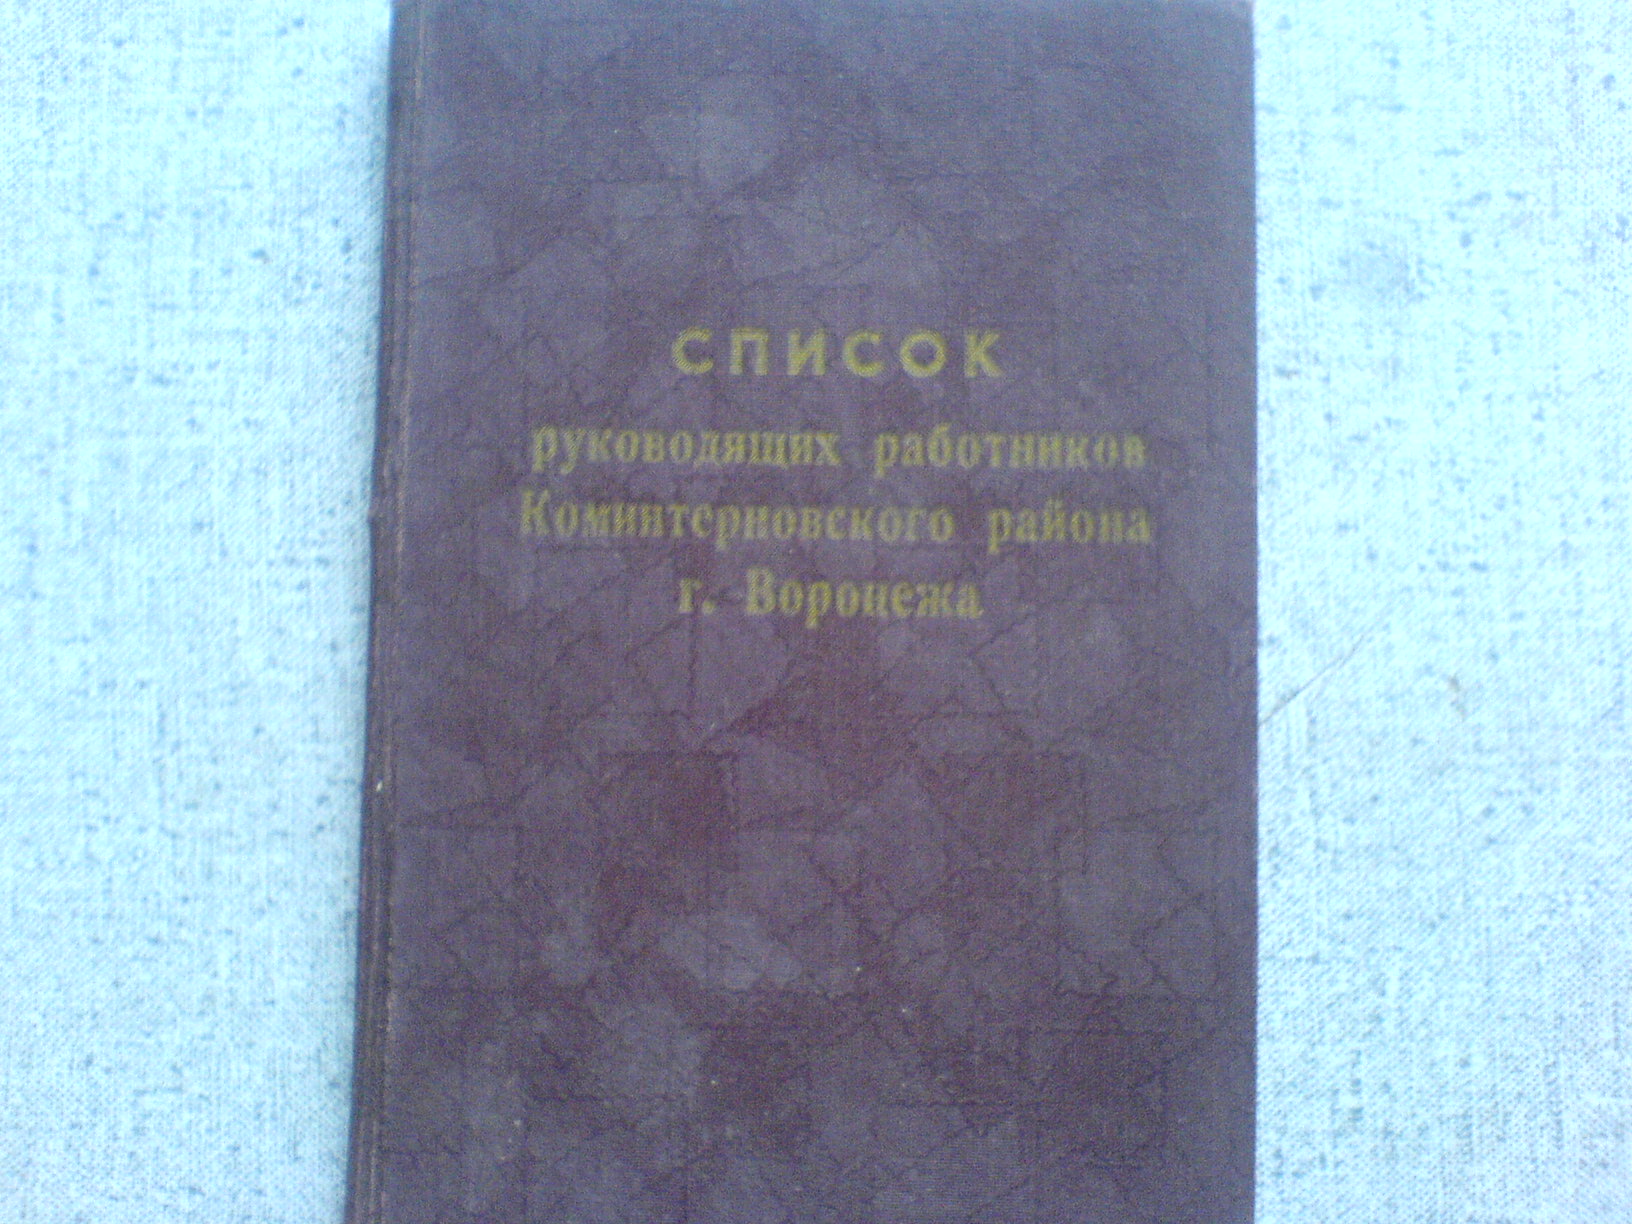 СПИСОК
руководящих работников
Коминтерновского района
г. Воронежа